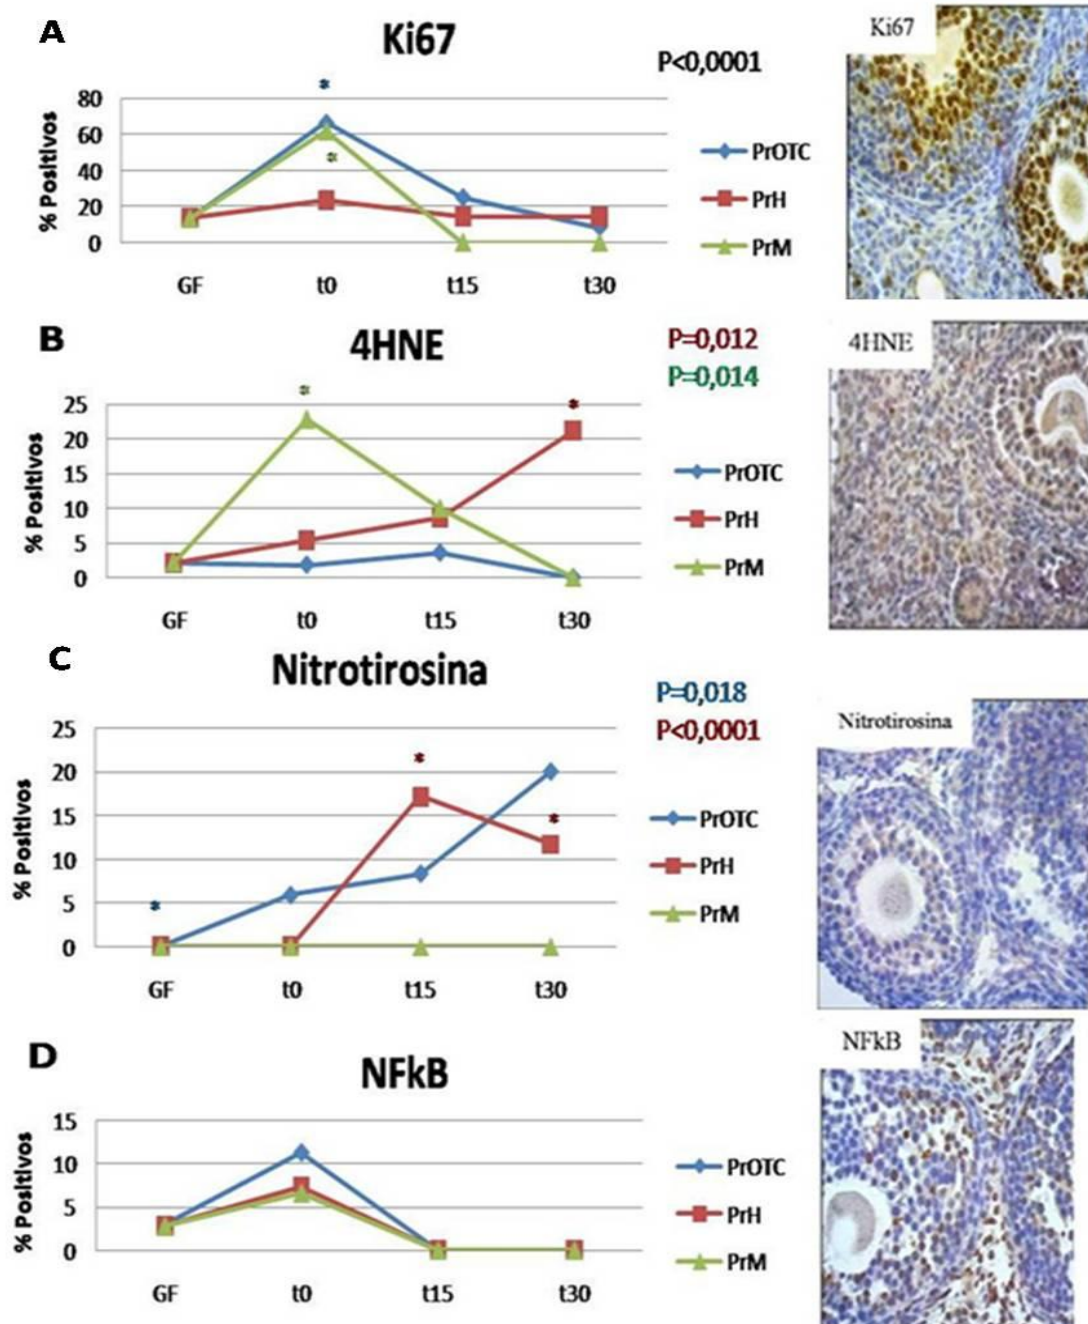 A
Ki67
P<0,0001
Ki67
*
80
60
40
20
0
% Positivos
*
GF t0 t15 t30
PrOTC
PrH
PrM
B
4HNE
P=0,012
P=0,014
4HNE
* *
25
20
15
10
5
0
% Positivos
GF t0 t15 t30
PrOTC
PrH
PrM
C
Nitrotirosina
P=0,018
P<0,0001
Nitrotirosina
25
20
15
10
5
0
% Positivos
*
*
*
GF t0 t15 t30
PrOTC
PrH
PrM
D
NFkB
NFkB
15
10
5
0
% Positivos
GF t0 t15 t30
PrOTC
PrH
PrM